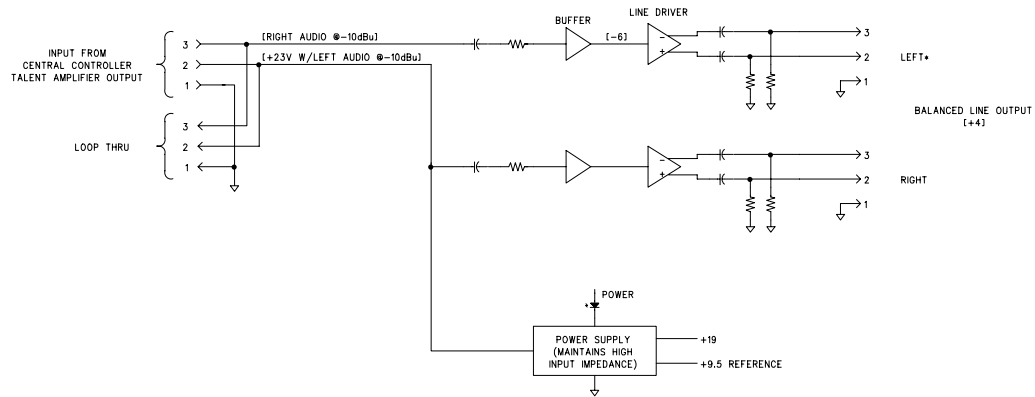 LINE DRIVER
BUFFER
[RIGHT AUDIO @-10dBu]
[-6]
3
3
INPUT FROM
CENTRAL CONTROLLER
TALENT AMPLIFIER OUTPUT
[+23V W/LEFT AUDIO @-10dBu]
-
+
2
2
LEFT*
1
1
BALANCED LINE OUTPUT
[+4]
3
LOOP THRU
2
1
-
+
3
2
RIGHT
1
POWER
*
POWER SUPPLY
(MAINTAINS HIGH
INPUT IMPEDANCE)
+19
+9.5 REFERENCE